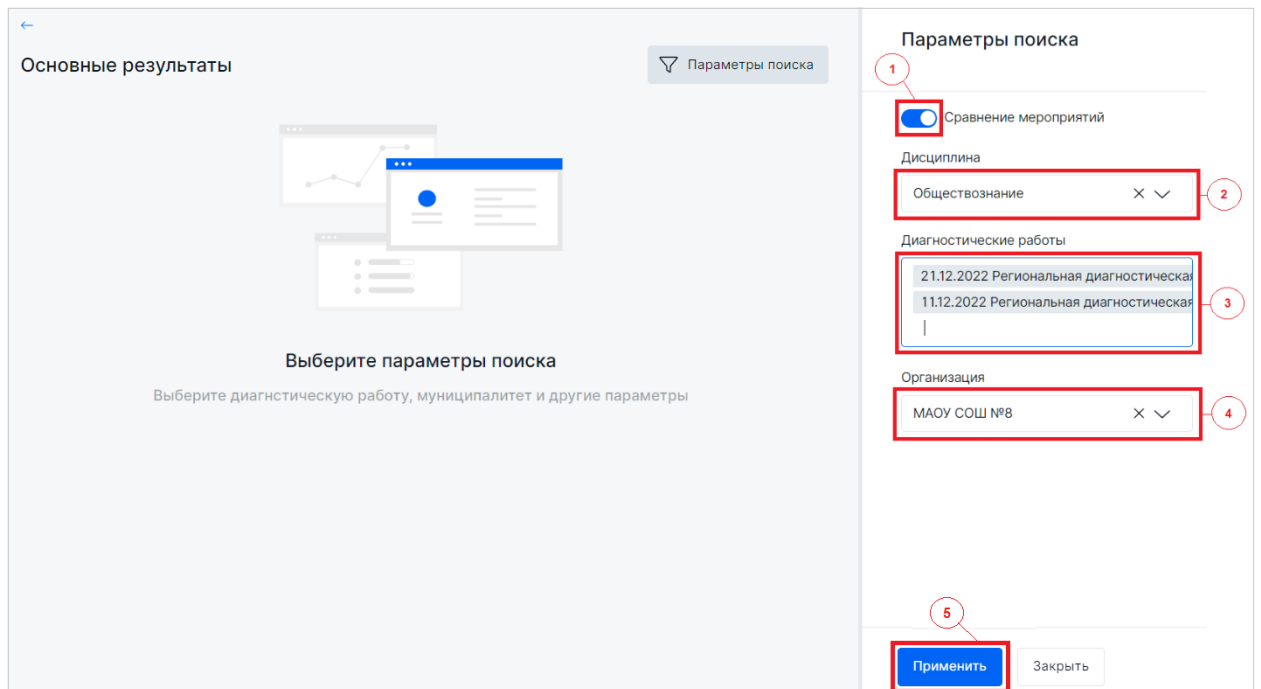 ←
Основные результаты
Параметры поиска
Выберите параметры поиска
Выберите диагнстическую работу, муниципалитет и другие параметры
Параметры поиска
1
Сравнение мероприятий
Дисциплина
Обществознание
2
Диагностические работы
21.12.2022 Региональная диагностическая
11.12.2022 Региональная диагностическая
3
Организация
МАОУ СОШ №8
4
5
Применить
Закрыть